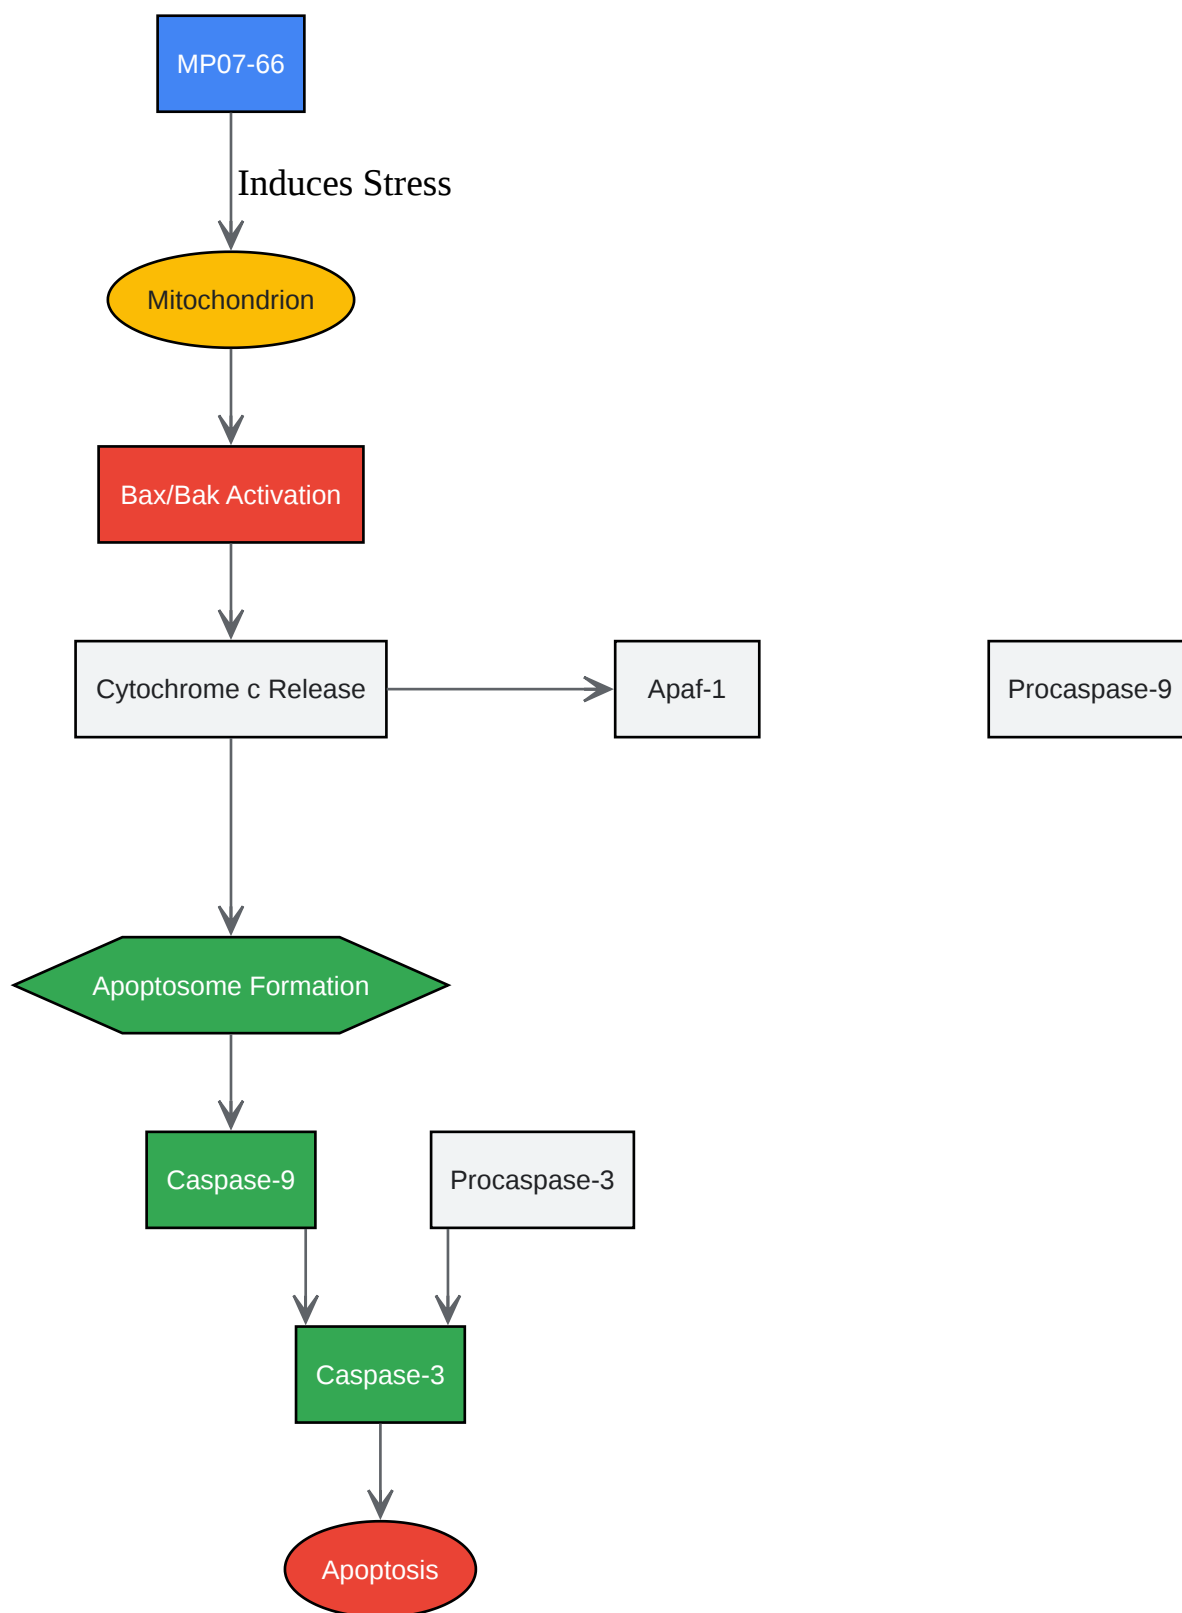 MP07-66
Induces Stress
Mitochondrion
Bax/Bak Activation
Cytochrome c Release
Apaf-1
Procaspase-9
Apoptosome Formation
Caspase-9
Procaspase-3
Caspase-3
Apoptosis